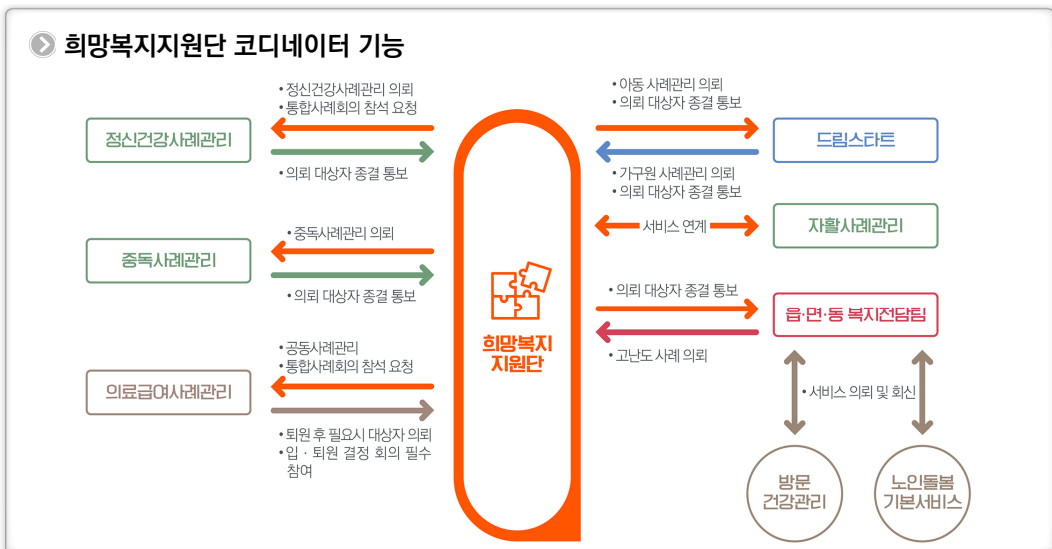 희망복지지원단 코디네이터 기능
• 정신건강사례관리 의뢰
• 통합사례회의 참석 요청
정신건강사례관리
• 의뢰 대상자 종결 통보
• 중독사례관리 의뢰
중독사례관리
• 의뢰 대상자 종결 통보
• 공동사례관리
• 통합사례회의 참석 요청
의료급여사례관리
• 퇴원 후 필요시 대상자 의뢰
• 입 · 퇴원 결정 회의 필수
참여
희망복지
지원단
• 아동 사례관리 의뢰
• 의뢰 대상자 종결 통보
드림스타트
• 가구원 사례관리 의뢰
• 의뢰 대상자 종결 통보
서비스 연계
자활사례관리
• 의뢰 대상자 종결 통보
읍·면·동 복지전담팀
• 고난도 사례 의뢰
• 서비스 의뢰 및 회신
방문
건강관리
노인돌봄
기본서비스